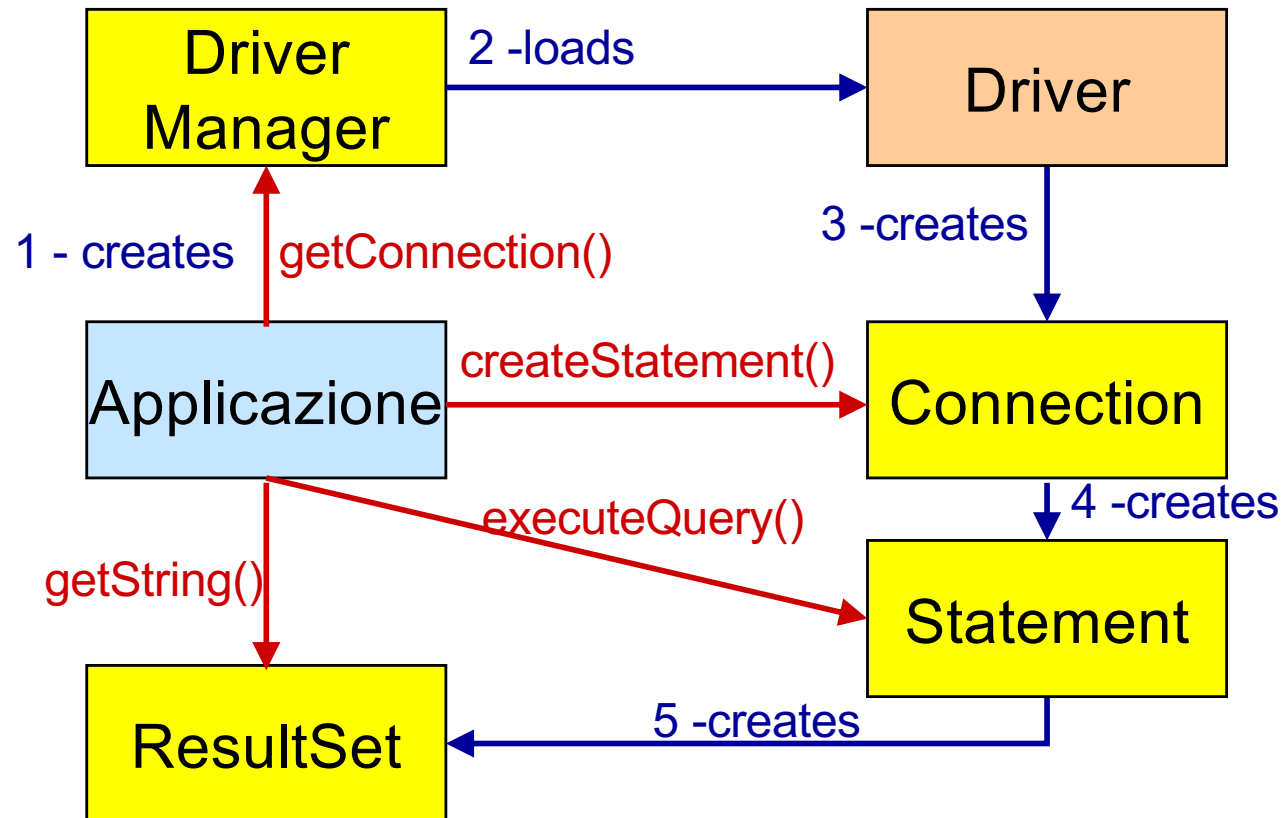 Driver
Manager
2 -loads
Driver
1 - creates
getConnection()
3 -creates
Applicazione
createStatement()
Connection
executeQuery()
4 -creates
getString()
Statement
ResultSet
5 -creates